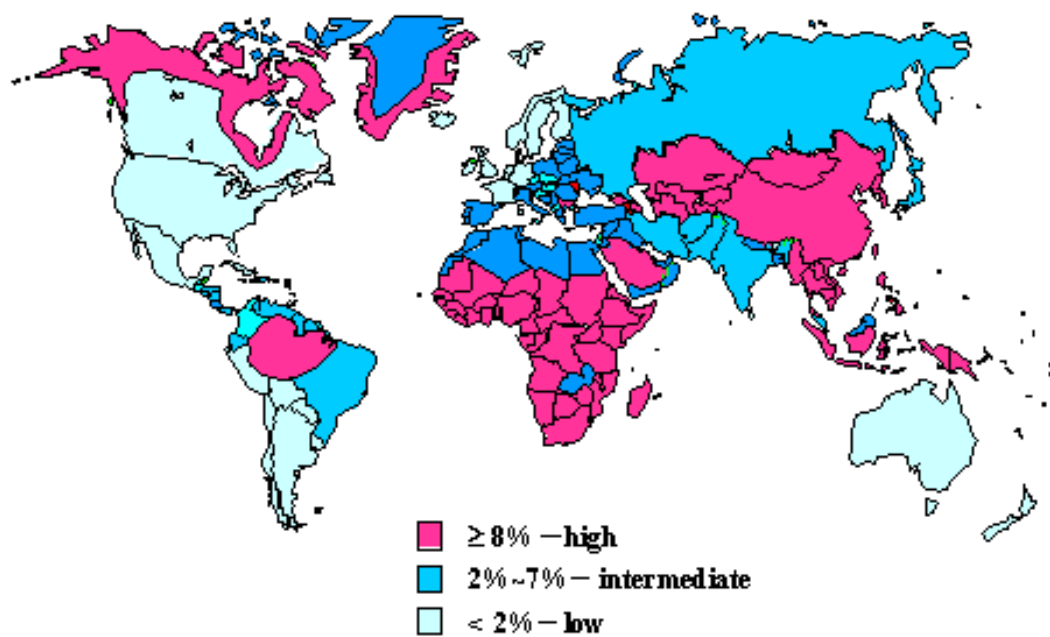 ≥ 8% — high
2% ~ 7% — intermediate
< 2% — low